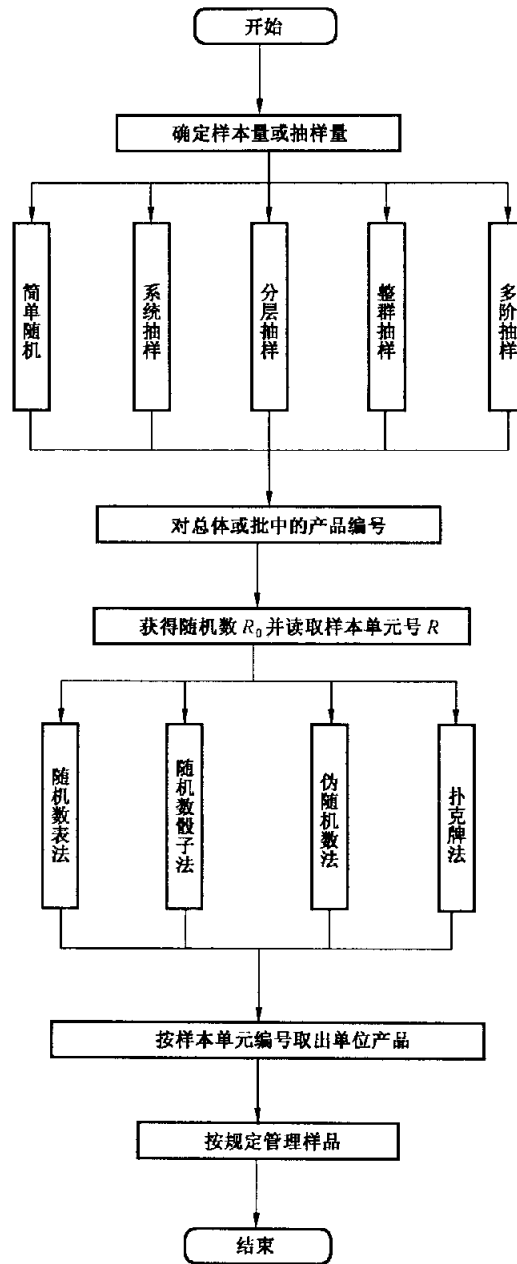 开始
确定样本量或抽样量
简单随机
系统抽样
分层抽样
整群抽样
多阶抽样
对总体或批中的产品编号
获得随机数 R₀ 并读取样本单元号 R
随机数表法
随机数骰子法
伪随机数法
扑克牌法
按样本单元编号取出单位产品
按规定管理样品
结束